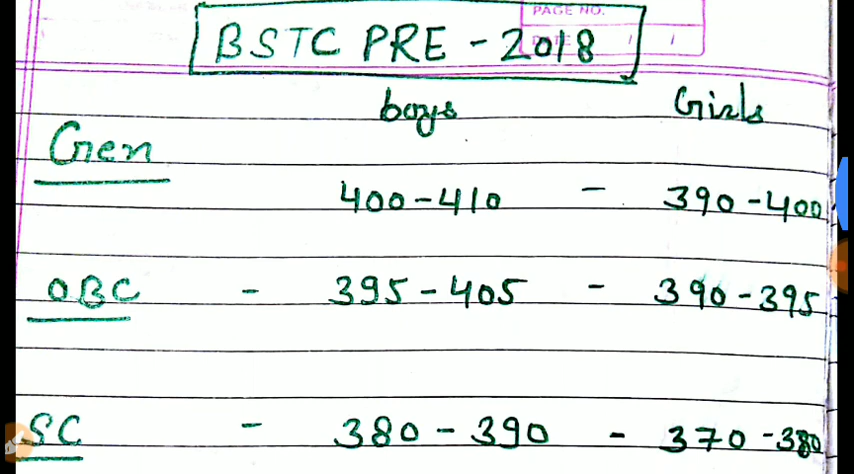 PAGE NO.
DATE / /
BSTC PRE - 2018
boys Girls
Gen
400-410 - 390-400
OBC - 395-405 - 390-395
SC - 380-390 - 370-380